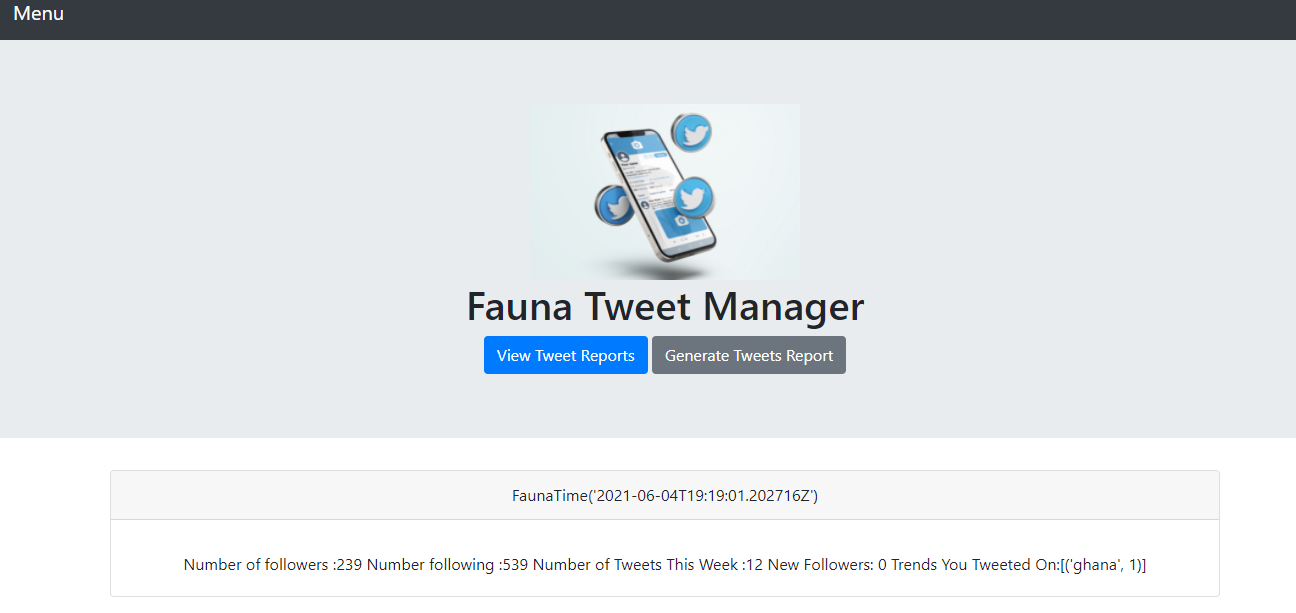 Menu
Fauna Tweet Manager
View Tweet Reports Generate Tweets Report
FaunaTime('2021-06-04T19:19:01.202716Z')
Number of followers :239 Number following :539 Number of Tweets This Week :12 New Followers: 0 Trends You Tweeted On:[('ghana', 1)]